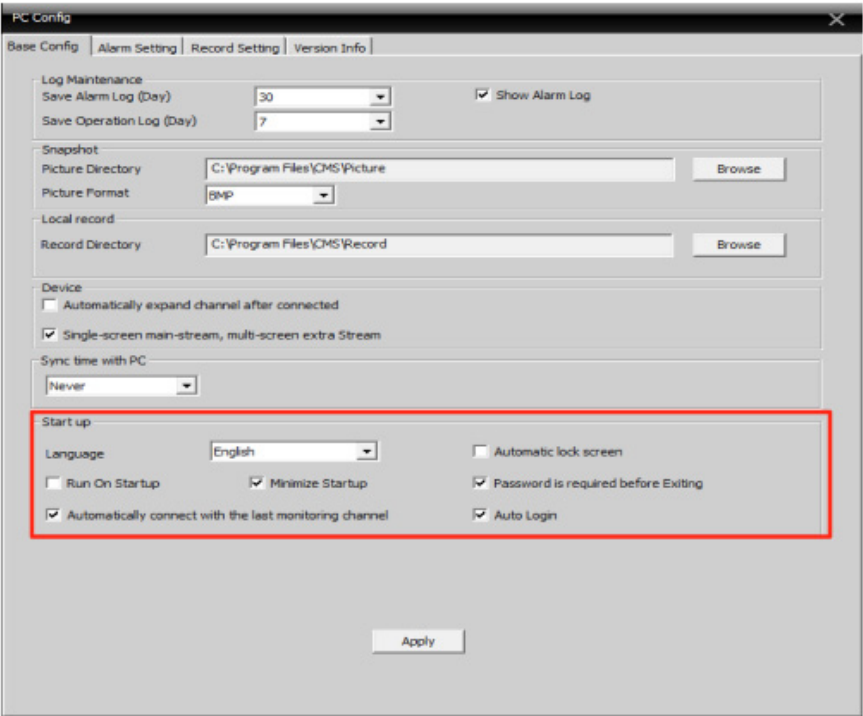 PC Config
Base Config Alarm Setting Record Setting Version Info
Log Maintenance
Save Alarm Log (Day) 30 Show Alarm Log
Save Operation Log (Day) 7
Snapshot
Picture Directory C:\Program Files\CMS\Picture Browse
Picture Format BMP
Local record
Record Directory C:\Program Files\CMS\Record Browse
Device
Automatically expand channel after connected
Single-screen main-stream, multi-screen extra Stream
Sync time with PC
Never
Start up
Language English Automatic lock screen
Run On Startup Minimize Startup Password is required before Exiting
Automatically connect with the last monitoring channel Auto Login
Apply